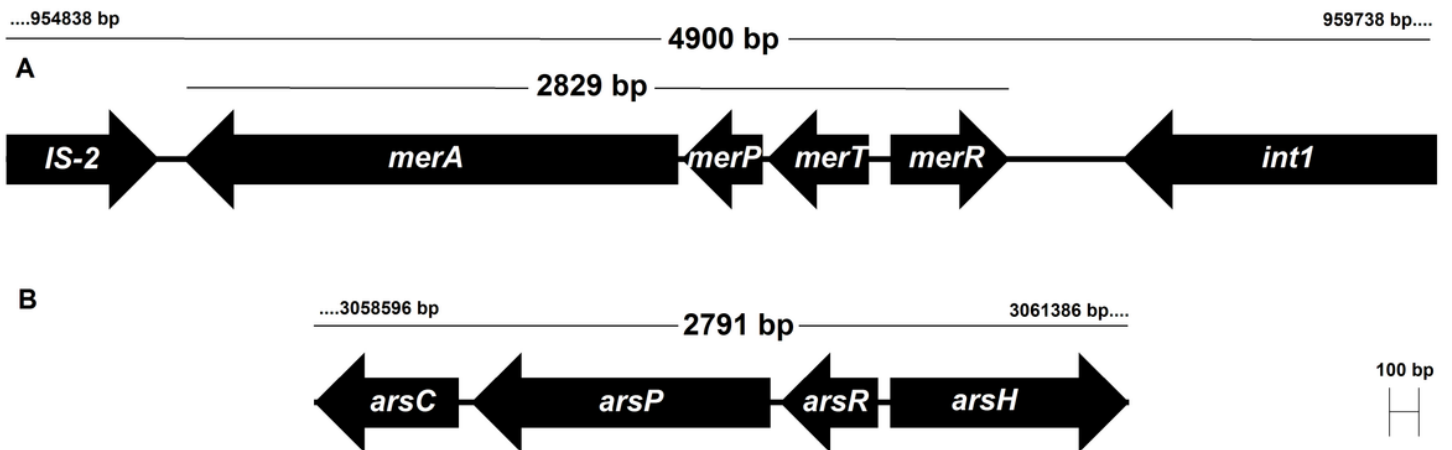 ....954838 bp 959738 bp....
4900 bp
A
2829 bp
IS-2 merA merP merT merR int1
B
....3058596 bp 3061386 bp....
2791 bp
100 bp
arsC arsP arsR arsH